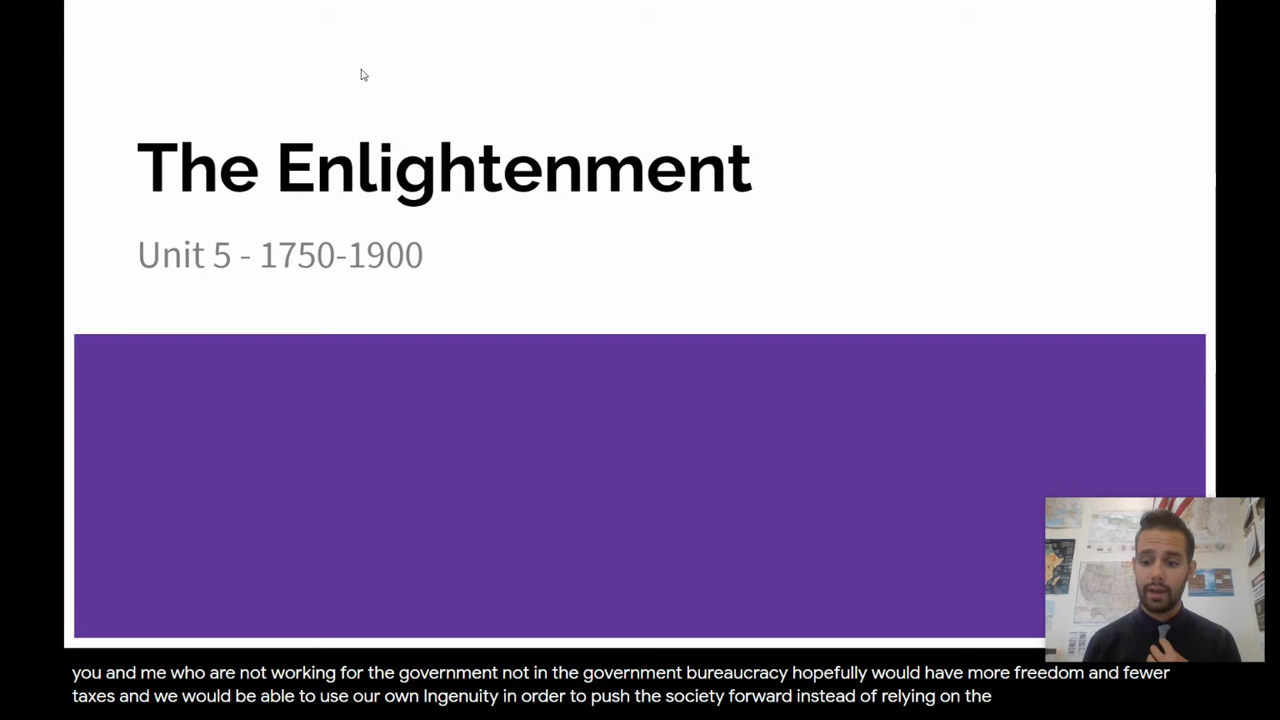 The Enlightenment
Unit 5 - 1750-1900
you and me who are not working for the government not in the government bureaucracy hopefully would have more freedom and fewer
taxes and we would be able to use our own Ingenuity in order to push the society forward instead of relying on the